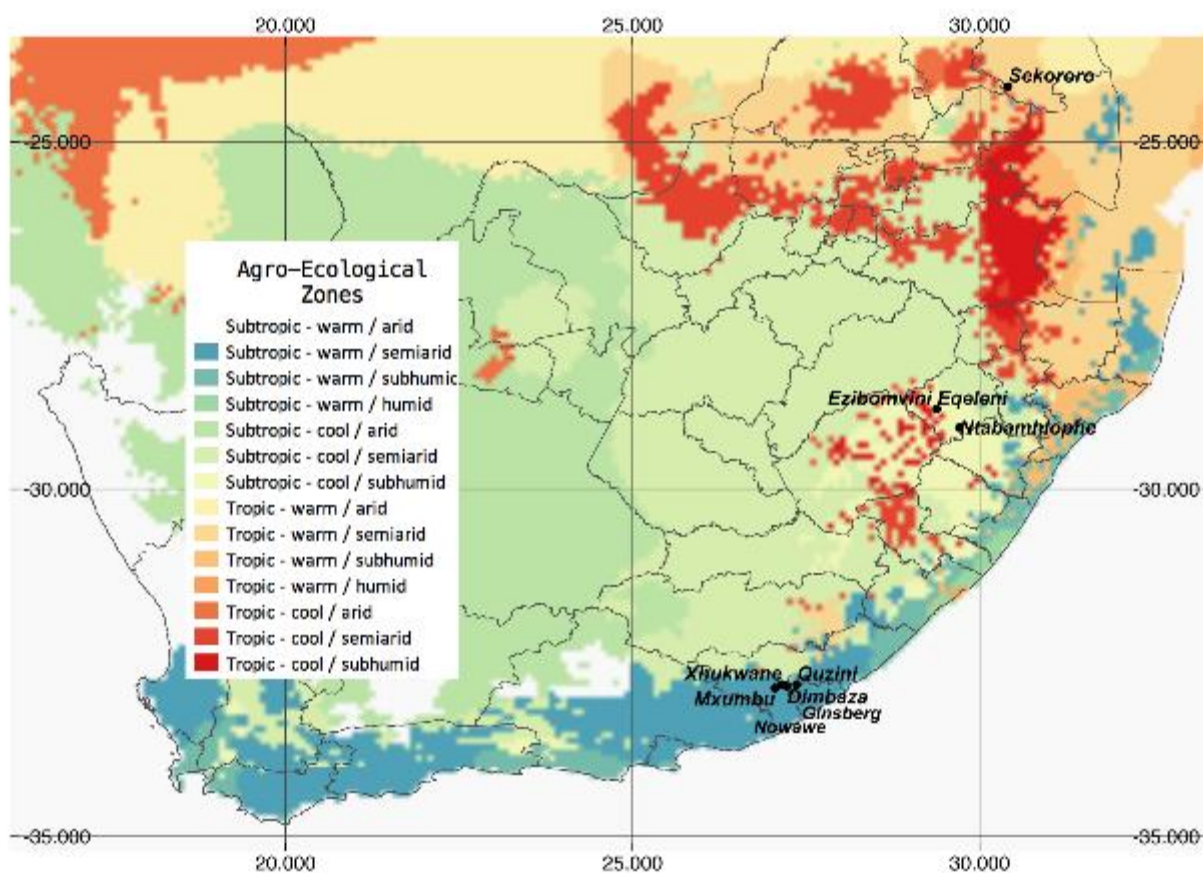 20.000 25.000 30.000
Sekororo
-25.000 -25.000
Agro-Ecological
Zones
Subtropic - warm / arid
Subtropic - warm / semiarid
Subtropic - warm / subhumic
Subtropic - warm / humid
Subtropic - cool / arid
Subtropic - cool / semiarid
Subtropic - cool / subhumid
Tropic - warm / arid
Tropic - warm / semiarid
Tropic - warm / subhumid
Tropic - warm / humid
Tropic - cool / arid
Tropic - cool / semiarid
Tropic - cool / subhumid
Ezibomvini Eqeleni
Ntabamhlophe
-30.000 -30.000
Xhukwane Quzini
Mxumbu Dimbaza
Ginsberg
Nowawe
-35.000 -35.000
20.000 25.000 30.000